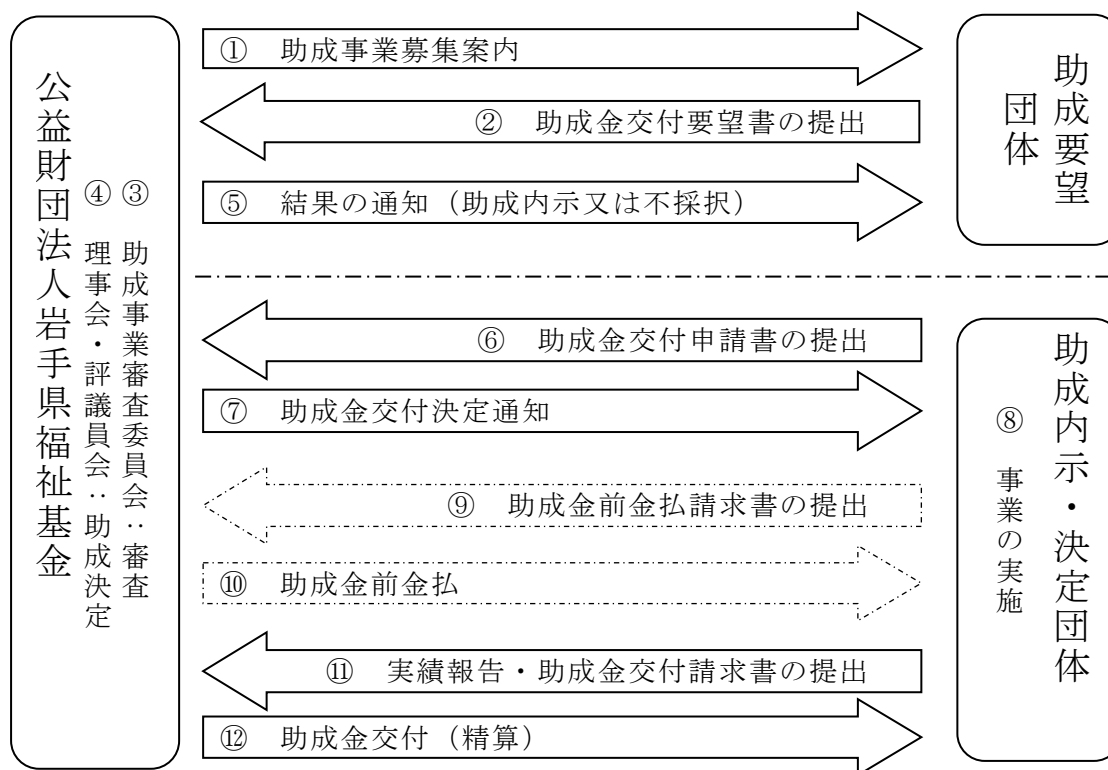 公益財団法人岩手県福祉基金
③　助成事業審査委員会：審査
④　理事会・評議員会：助成決定
①　助成事業募集案内
②　助成金交付要望書の提出
⑤　結果の通知（助成内示又は不採択）
助成要望
団体
⑥　助成金交付申請書の提出
⑦　助成金交付決定通知
⑨　助成金前金払請求書の提出
⑩　助成金前金払
⑪　実績報告・助成金交付請求書の提出
⑫　助成金交付（精算）
助成内示・決定団体
⑧　事業の実施